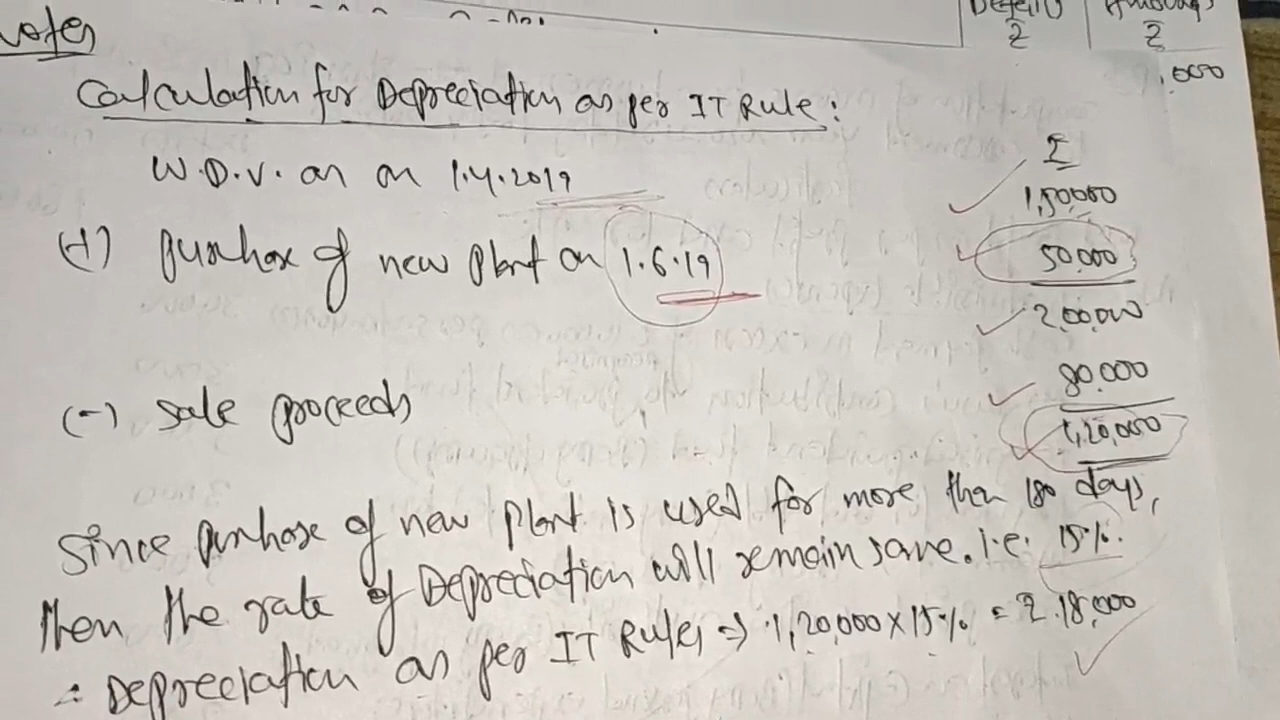 Notes
Calculation for Depreciation as per IT Rule:
₹
W.D.V. as on 1.4.2019 1,50,000
(+) purchase of new plant on 1.6.19 50,000
2,00,000
(-) sale proceeds 80.000
1,20,000
Since purchase of new plant is used for more then 180 days,
then the rate of Depreciation will remain same. i.e. 15%.
∴ Depreciation as per IT Rules ⇒ 1,20,000 x 15% = ₹ 18,000